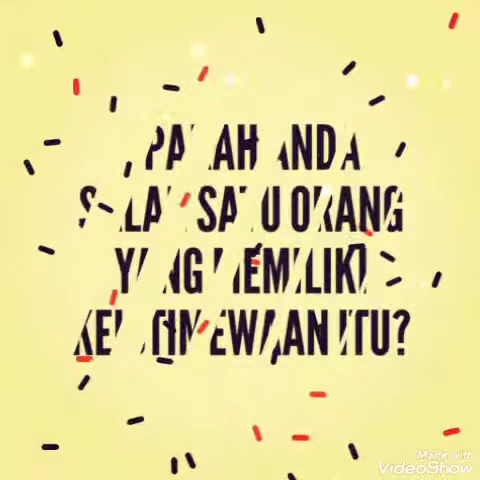 APAKAH ANDA
SALAH SATU ORANG
YANG MEMILIKI
KEISTIMEWAAN ITU?
Made with
VideoShow